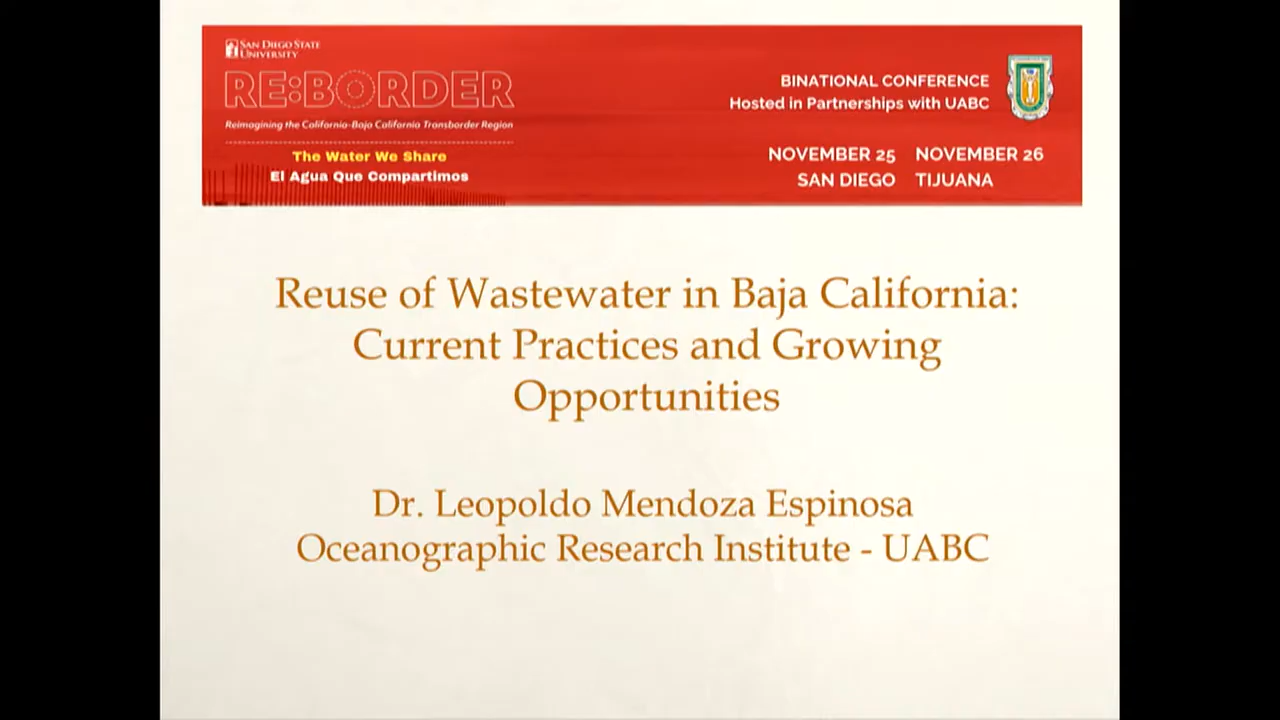 SAN DIEGO STATE
UNIVERSITY
RE:BORDER
Reimagining the California-Baja California Transborder Region
The Water We Share
El Agua Que Compartimos
BINATIONAL CONFERENCE
Hosted in Partnerships with UABC
NOVEMBER 25 NOVEMBER 26
SAN DIEGO TIJUANA
Reuse of Wastewater in Baja California:
Current Practices and Growing
Opportunities
Dr. Leopoldo Mendoza Espinosa
Oceanographic Research Institute - UABC